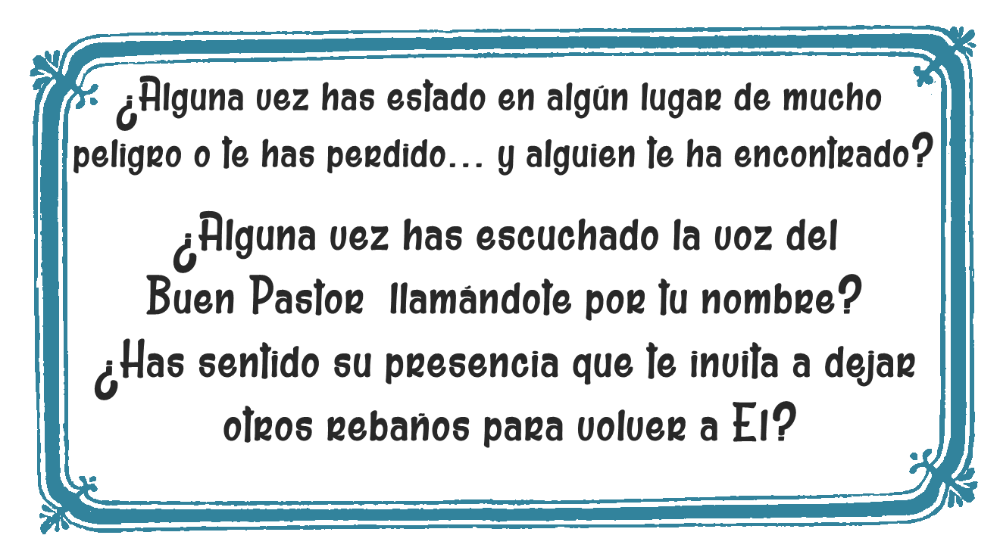 ¿Alguna vez has estado en algún lugar de mucho
peligro o te has perdido... y alguien te ha encontrado?
¿Alguna vez has escuchado la voz del
Buen Pastor llamándote por tu nombre?
¿Has sentido su presencia que te invita a dejar
otros rebaños para volver a El?